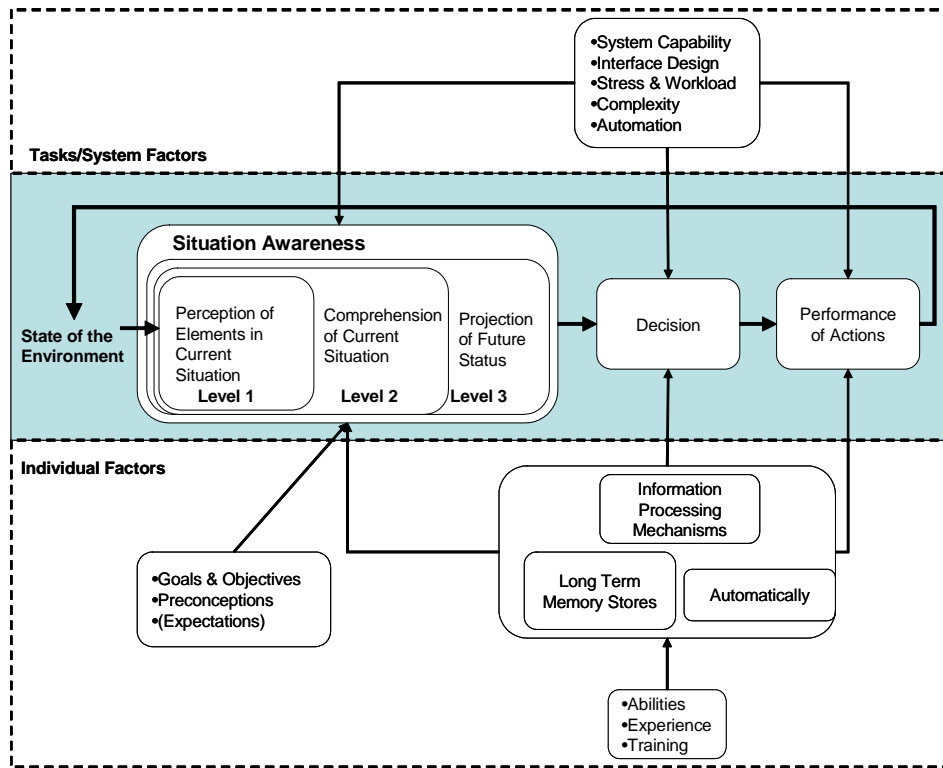 •System Capability
•Interface Design
•Stress & Workload
•Complexity
•Automation
Tasks/System Factors
Situation Awareness
State of the
Environment
Perception of
Elements in
Current
Situation
Level 1
Comprehension
of Current
Situation
Level 2
Projection
of Future
Status
Level 3
Decision
Performance
of Actions
Individual Factors
•Goals & Objectives
•Preconceptions
•(Expectations)
Information
Processing
Mechanisms
Long Term
Memory Stores
Automatically
•Abilities
•Experience
•Training